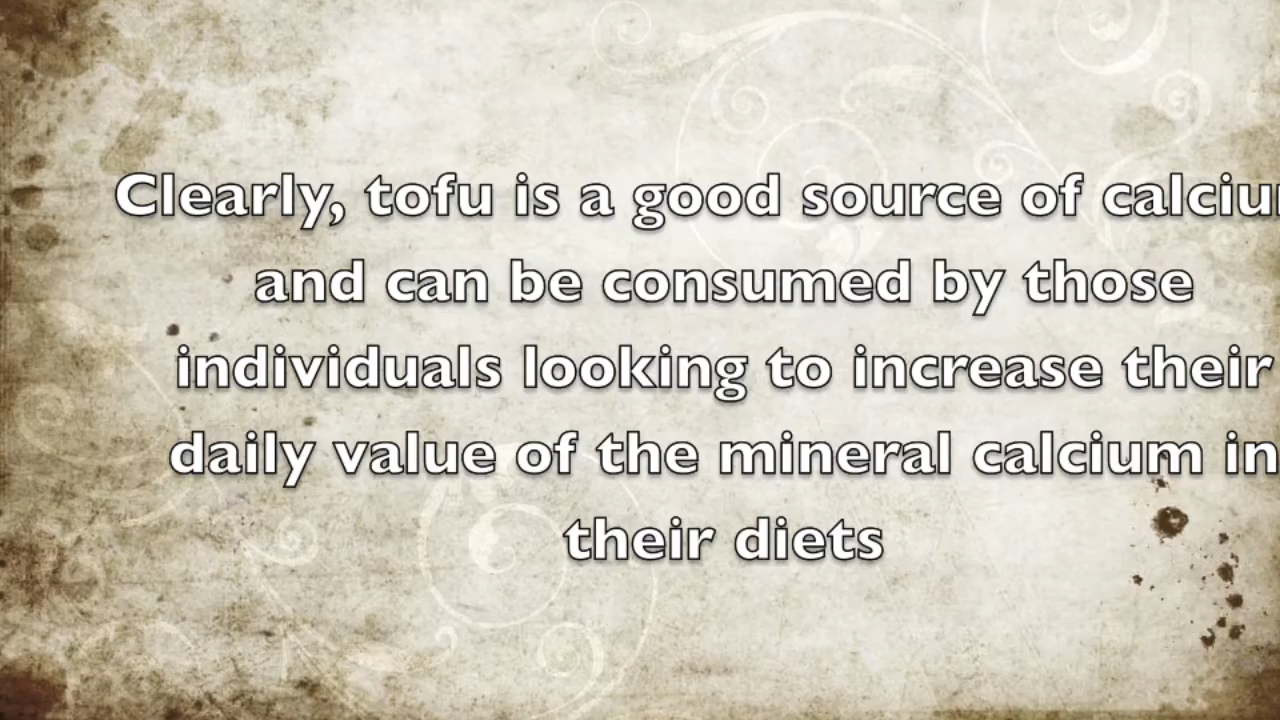 Clearly, tofu is a good source of calciu
and can be consumed by those
individuals looking to increase their
daily value of the mineral calcium in
their diets